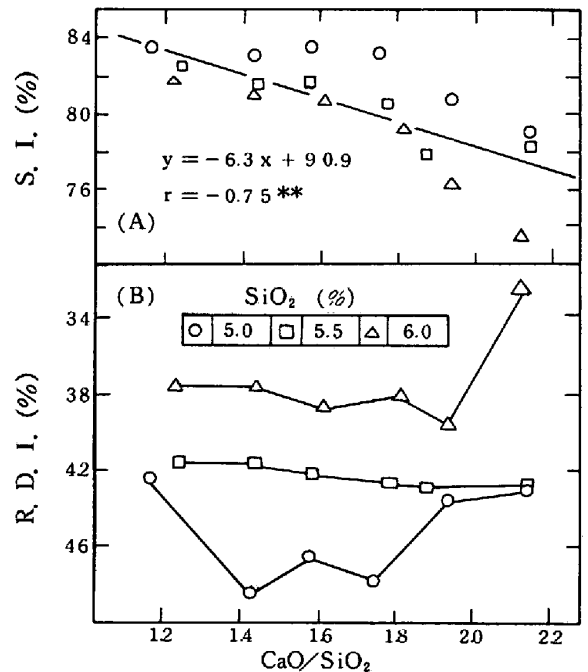 84
80
76
S. I. (%)
y = -6.3 x + 90.9
r = -0.75**
(A)
(B)
SiO₂ (%)
○ 5.0 □ 5.5 △ 6.0
34
38
42
46
R. D. I. (%)
1.2 1.4 1.6 1.8 2.0 2.2
CaO/SiO₂